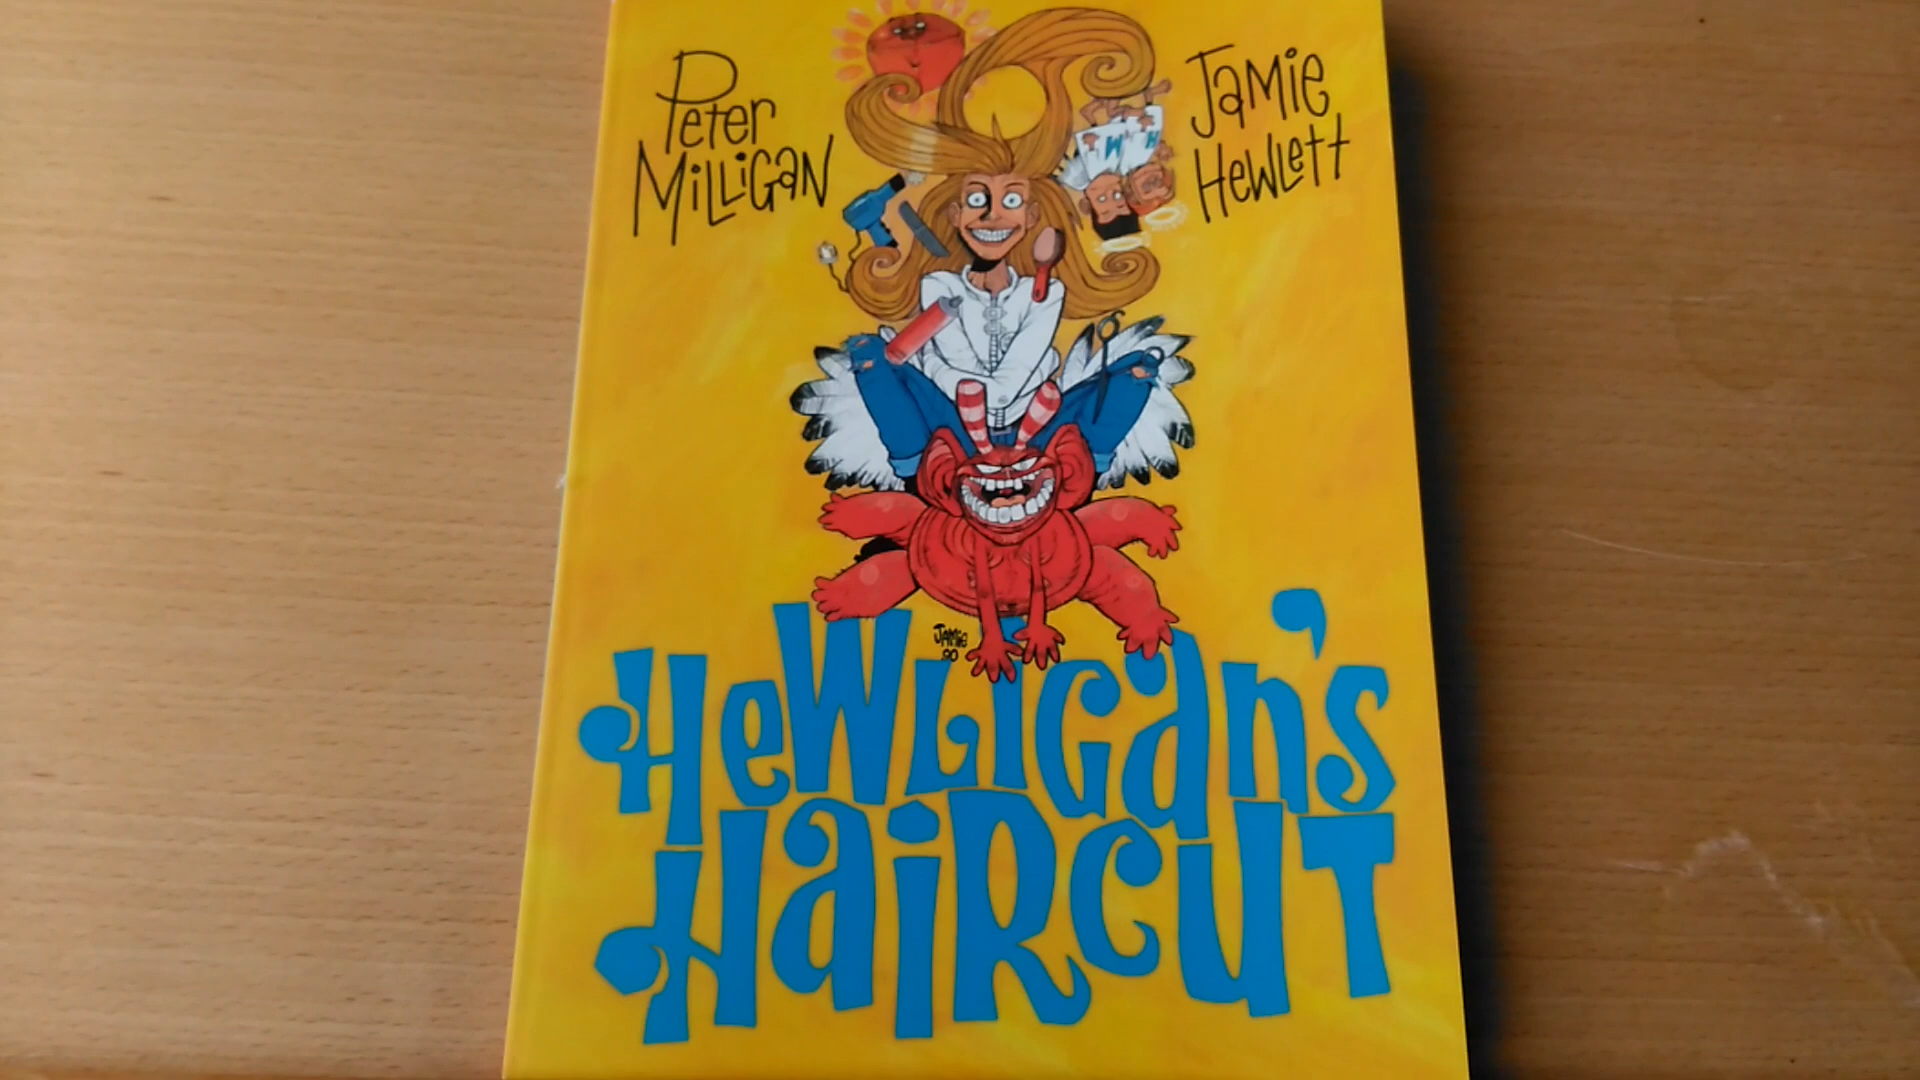 Peter
Milligan
Jamie
Hewlett
Jamie
90
Hewligan's
Haircut